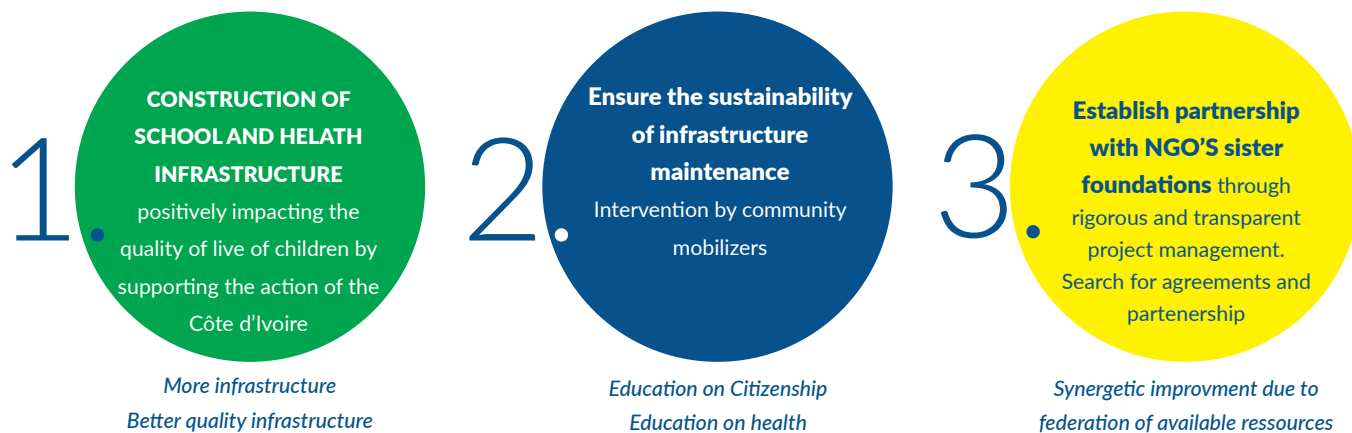 1.
CONSTRUCTION OF
SCHOOL AND HELATH
INFRASTRUCTURE
positively impacting the
quality of live of children by
supporting the action of the
Côte d'Ivoire
More infrastructure
Better quality infrastructure
2.
Ensure the sustainability
of infrastructure
maintenance
Intervention by community
mobilizers
Education on Citizenship
Education on health
3.
Establish partnership
with NGO’S sister
foundations through
rigorous and transparent
project management.
Search for agreements and
partenership
Synergetic improvment due to
federation of available ressources